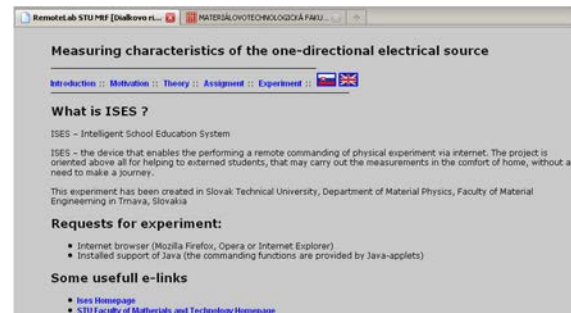 RemoteLab STU MtF [Dialkovo ri...
MATERIÁLOVOTECHNOLOGICKÁ FAKU...
Measuring characteristics of the one-directional electrical source
Introduction :: Motivation :: Theory :: Assigment :: Experiment ::
What is ISES ?
ISES – Intelligent School Education System
ISES – the device that enables the performing a remote commanding of physical experiment via internet. The project is
oriented above all for helping to externed students, that may carry out the measurements in the comfort of home, without a
need to make a journey.
This experiment has been created in Slovak Technical University, Department of Material Physics, Faculty of Material
Engineerning in Trnava, Slovakia
Requests for experiment:
• Internet browser (Mozilla Firefox, Opera or Internet Explorer)
• Installed support of Java (the commanding functions are provided by Java-applets)
Some usefull e-links
• Ises Homepage
• STU Faculty of Matherials and Technology Homepage